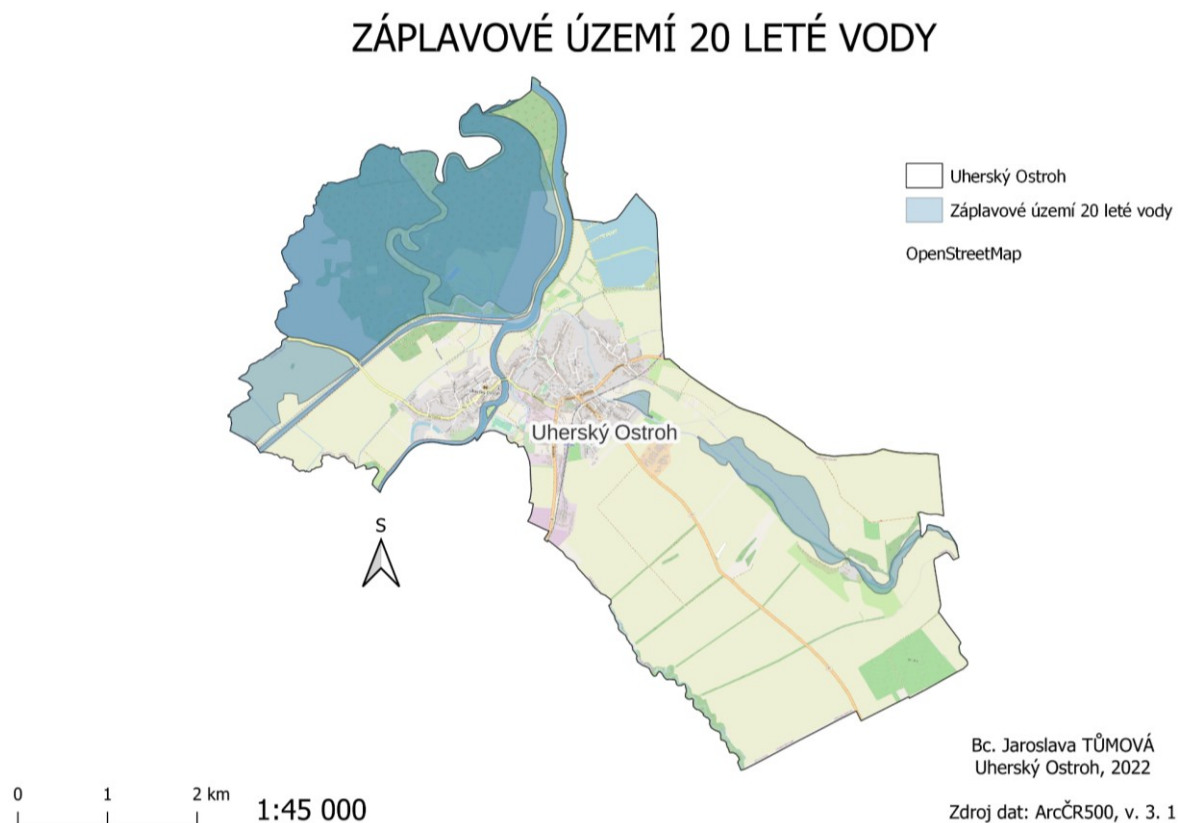 ZÁPLAVOVÉ ÚZEMÍ 20 LETÉ VODY
Uherský Ostroh
Záplavové území 20 leté vody
OpenStreetMap
Uherský Ostroh
S
Bc. Jaroslava TŮMOVÁ
Uherský Ostroh, 2022
0 1 2 km
1:45 000
Zdroj dat: ArcČR500, v. 3. 1